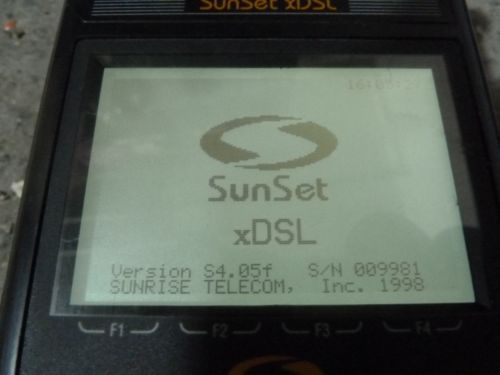 SunSet xDSL
SunSet
xDSL
Version S4.05f S/N 009981
SUNRISE TELECOM, Inc. 1998
F1 F2 F3 F4